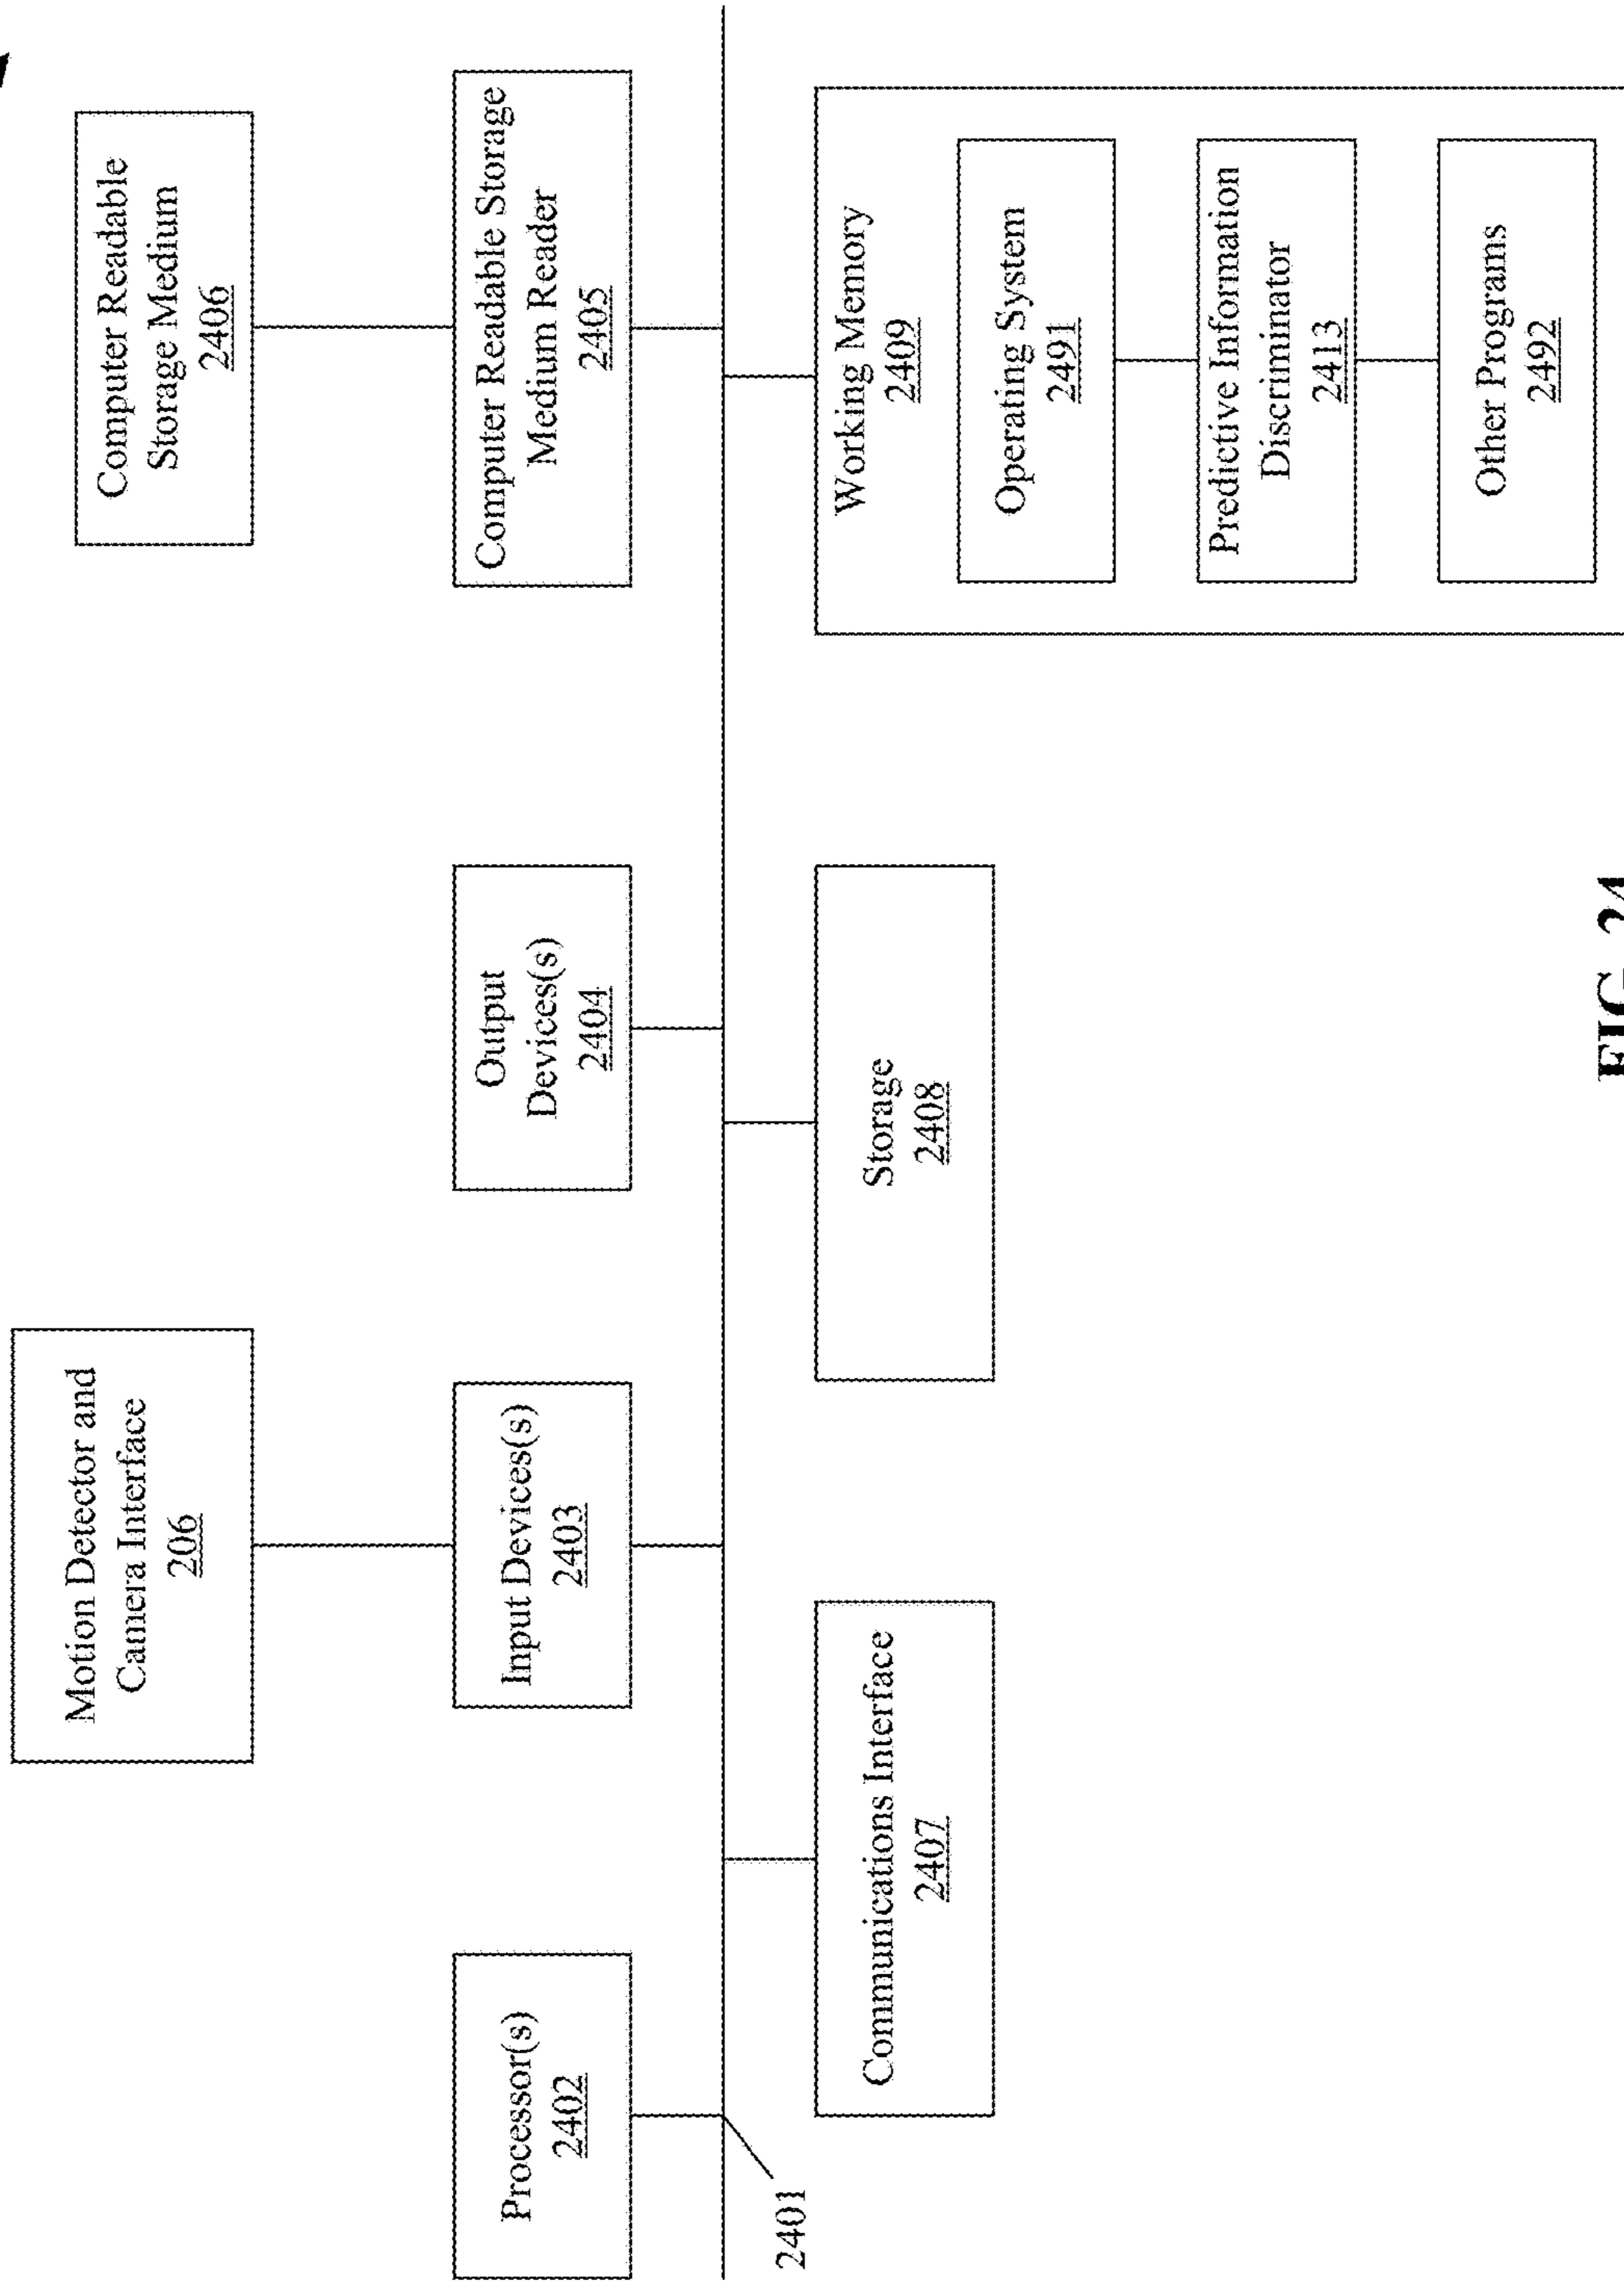 Motion Detector and
Camera Interface
206
Computer Readable
Storage Medium
2406
Processor(s)
2402
Input Devices(s)
2403
Output
Devices(s)
2404
Computer Readable Storage
Medium Reader
2405
2401
Communications Interface
2407
Storage
2408
Working Memory
2409
Operating System
2491
Predictive Information
Discriminator
2413
Other Programs
2492
FIG. 24